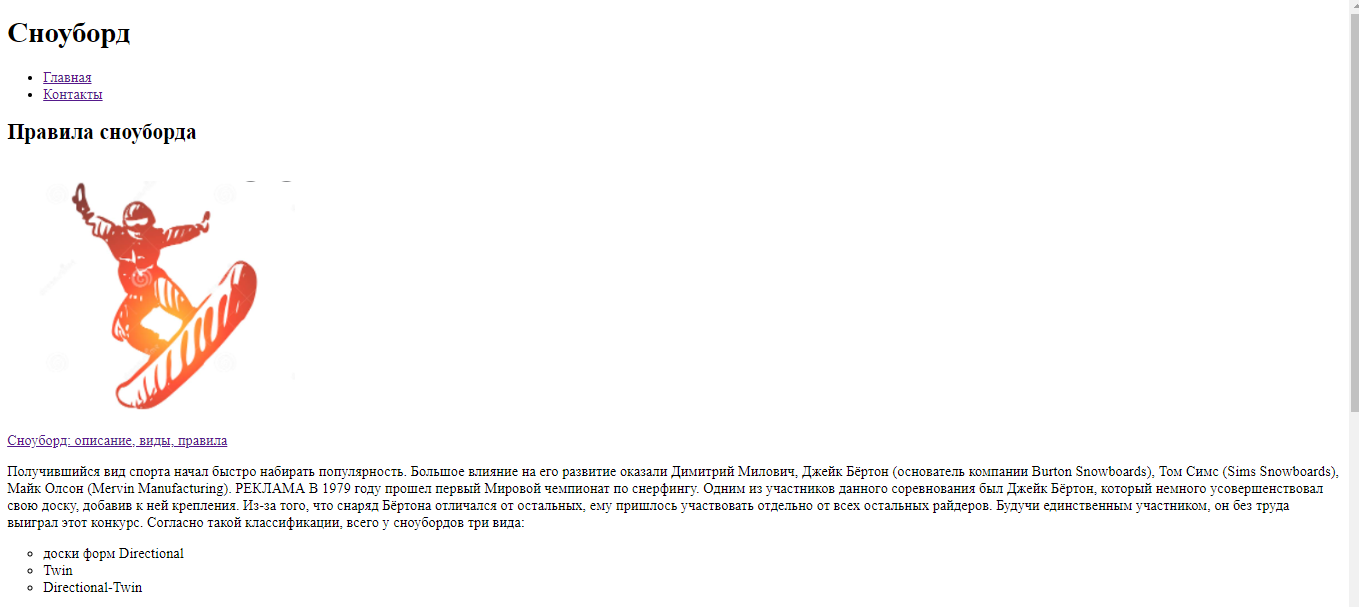 Сноуборд
Главная
Контакты
Правила сноуборда
Сноуборд: описание, виды, правила
Получившийся вид спорта начал быстро набирать популярность. Большое влияние на его развитие оказали Димитрий Милович, Джейк Бёртон (основатель компании Burton Snowboards), Том Симс (Sims Snowboards),
Майк Олсон (Mervin Manufacturing). РЕКЛАМА В 1979 году прошел первый Мировой чемпионат по снерфингу. Одним из участников данного соревнования был Джейк Бёртон, который немного усовершенствовал
свою доску, добавив к ней крепления. Из-за того, что снаряд Бёртона отличался от остальных, ему пришлось участвовать отдельно от всех остальных райдеров. Будучи единственным участником, он без труда
выиграл этот конкурс. Согласно такой классификации, всего у сноубордов три вида:
доски форм Directional
Twin
Directional-Twin